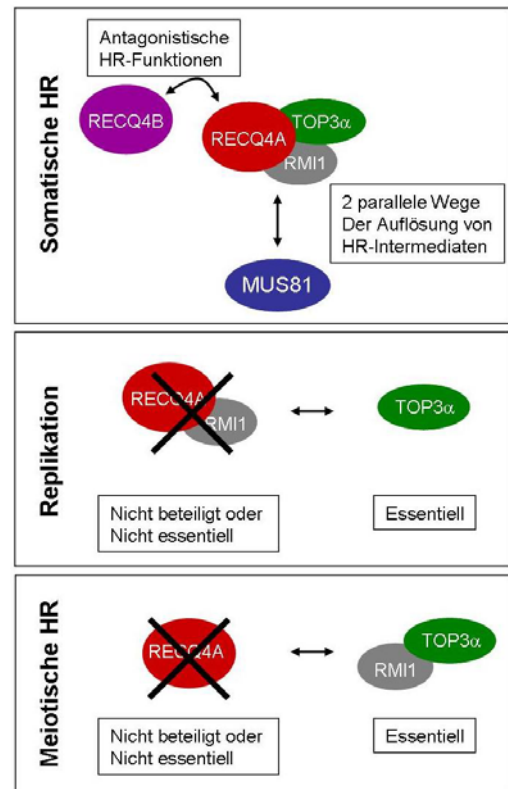 Somatische HR
Antagonistische
HR-Funktionen
RECQ4B
RECQ4A
TOP3α
RMI1
2 parallele Wege
Der Auflösung von
HR-Intermediaten
MUS81
Replikation
RECQ4A
RMI1
TOP3α
Nicht beteiligt oder
Nicht essentiell
Essentiell
Meiotische HR
RECQ4A
TOP3α
RMI1
Nicht beteiligt oder
Nicht essentiell
Essentiell